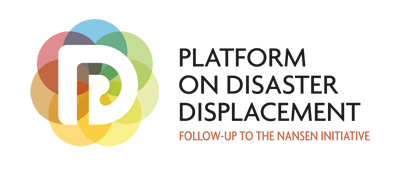 PLATFORM
ON DISASTER
DISPLACEMENT
FOLLOW-UP TO THE NANSEN INITIATIVE